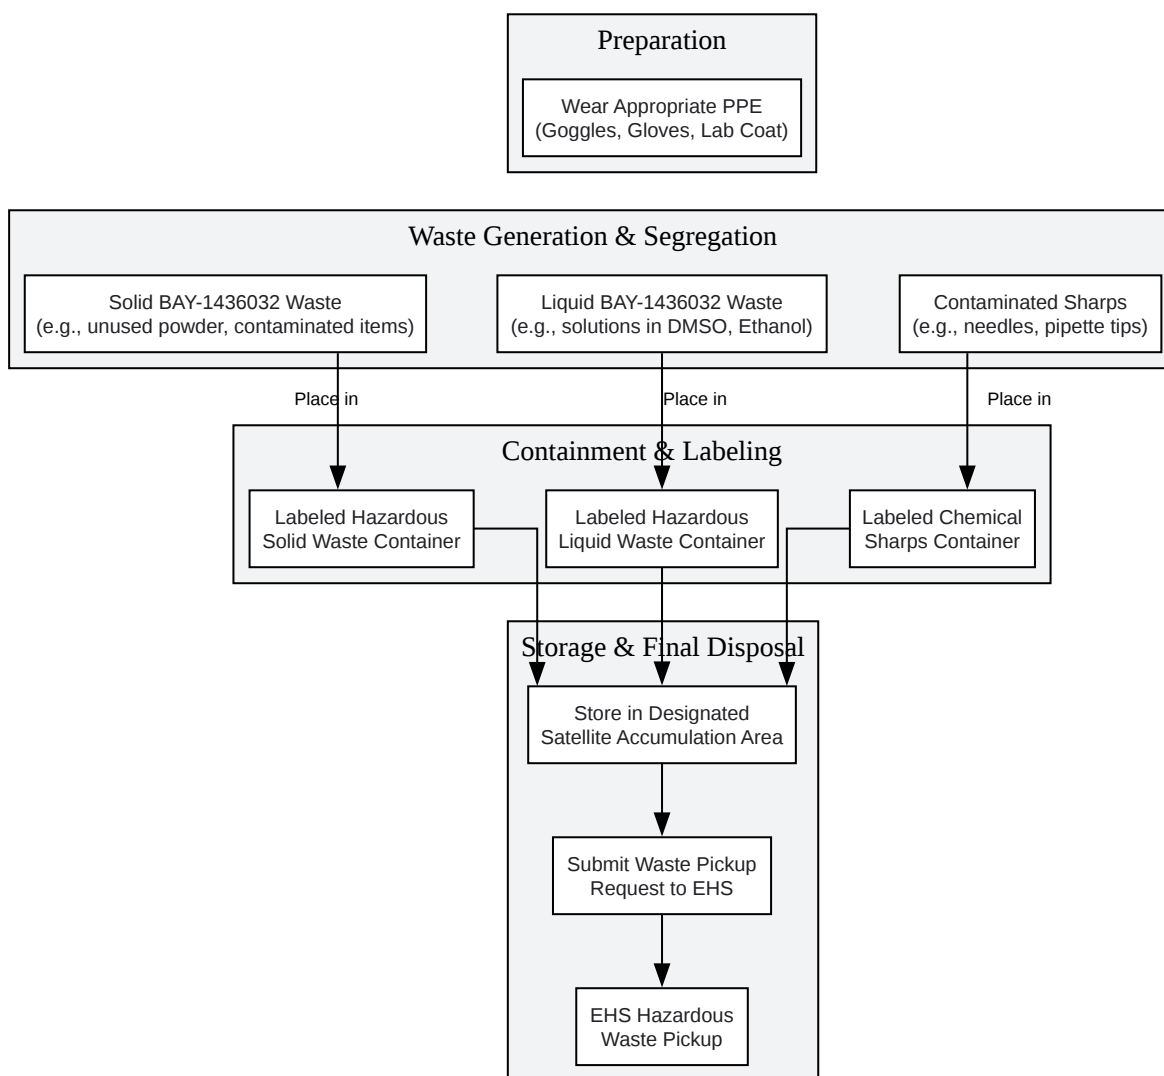 Preparation
Wear Appropriate PPE
(Goggles, Gloves, Lab Coat)
Waste Generation & Segregation
Solid BAY-1436032 Waste
(e.g., unused powder, contaminated items)
Liquid BAY-1436032 Waste
(e.g., solutions in DMSO, Ethanol)
Contaminated Sharps
(e.g., needles, pipette tips)
Place in
Place in
Place in
Containment & Labeling
Labeled Hazardous
Solid Waste Container
Labeled Hazardous
Liquid Waste Container
Labeled Chemical
Sharps Container
Storage & Final Disposal
Store in Designated
Satellite Accumulation Area
Submit Waste Pickup
Request to EHS
EHS Hazardous
Waste Pickup